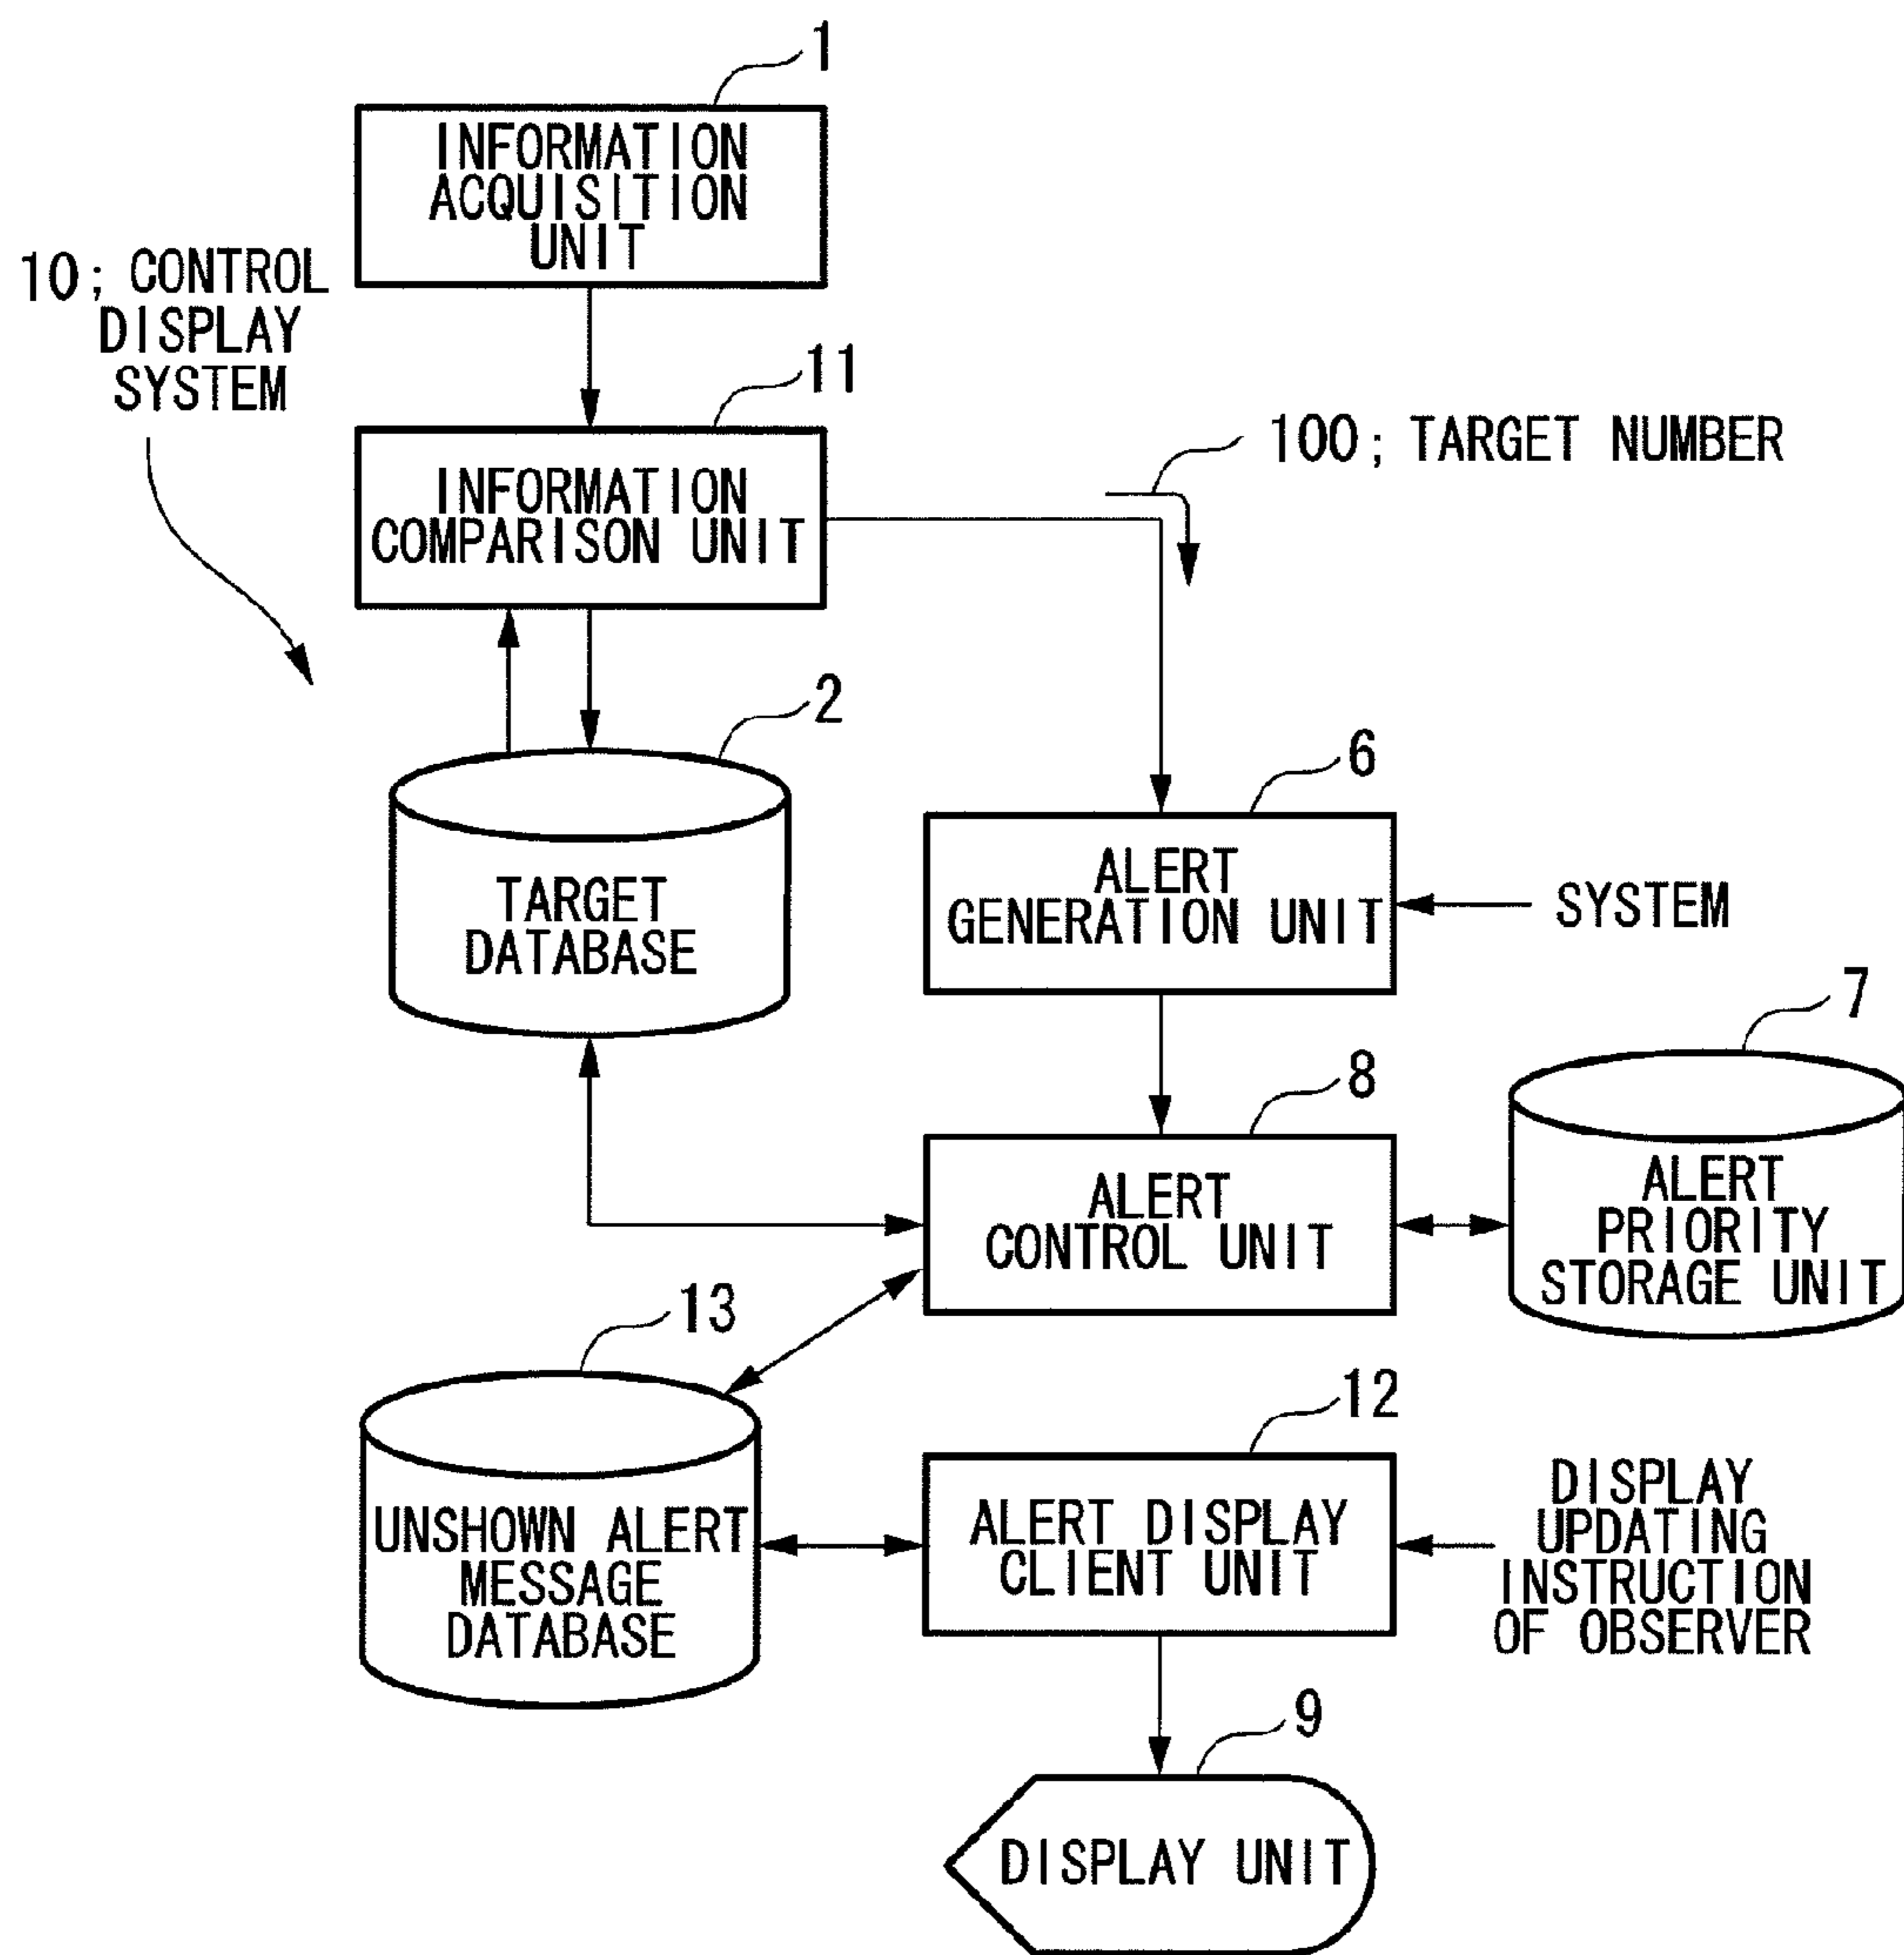 1
INFORMATION
ACQUISITION
UNIT
10; CONTROL
DISPLAY
SYSTEM
11
INFORMATION
COMPARISON UNIT
100; TARGET NUMBER
2
TARGET
DATABASE
6
ALERT
GENERATION UNIT
SYSTEM
7
ALERT
PRIORITY
STORAGE UNIT
8
ALERT
CONTROL UNIT
13
UNSHOWN ALERT
MESSAGE
DATABASE
12
ALERT DISPLAY
CLIENT UNIT
DISPLAY
UPDATING
INSTRUCTION
OF OBSERVER
9
DISPLAY UNIT